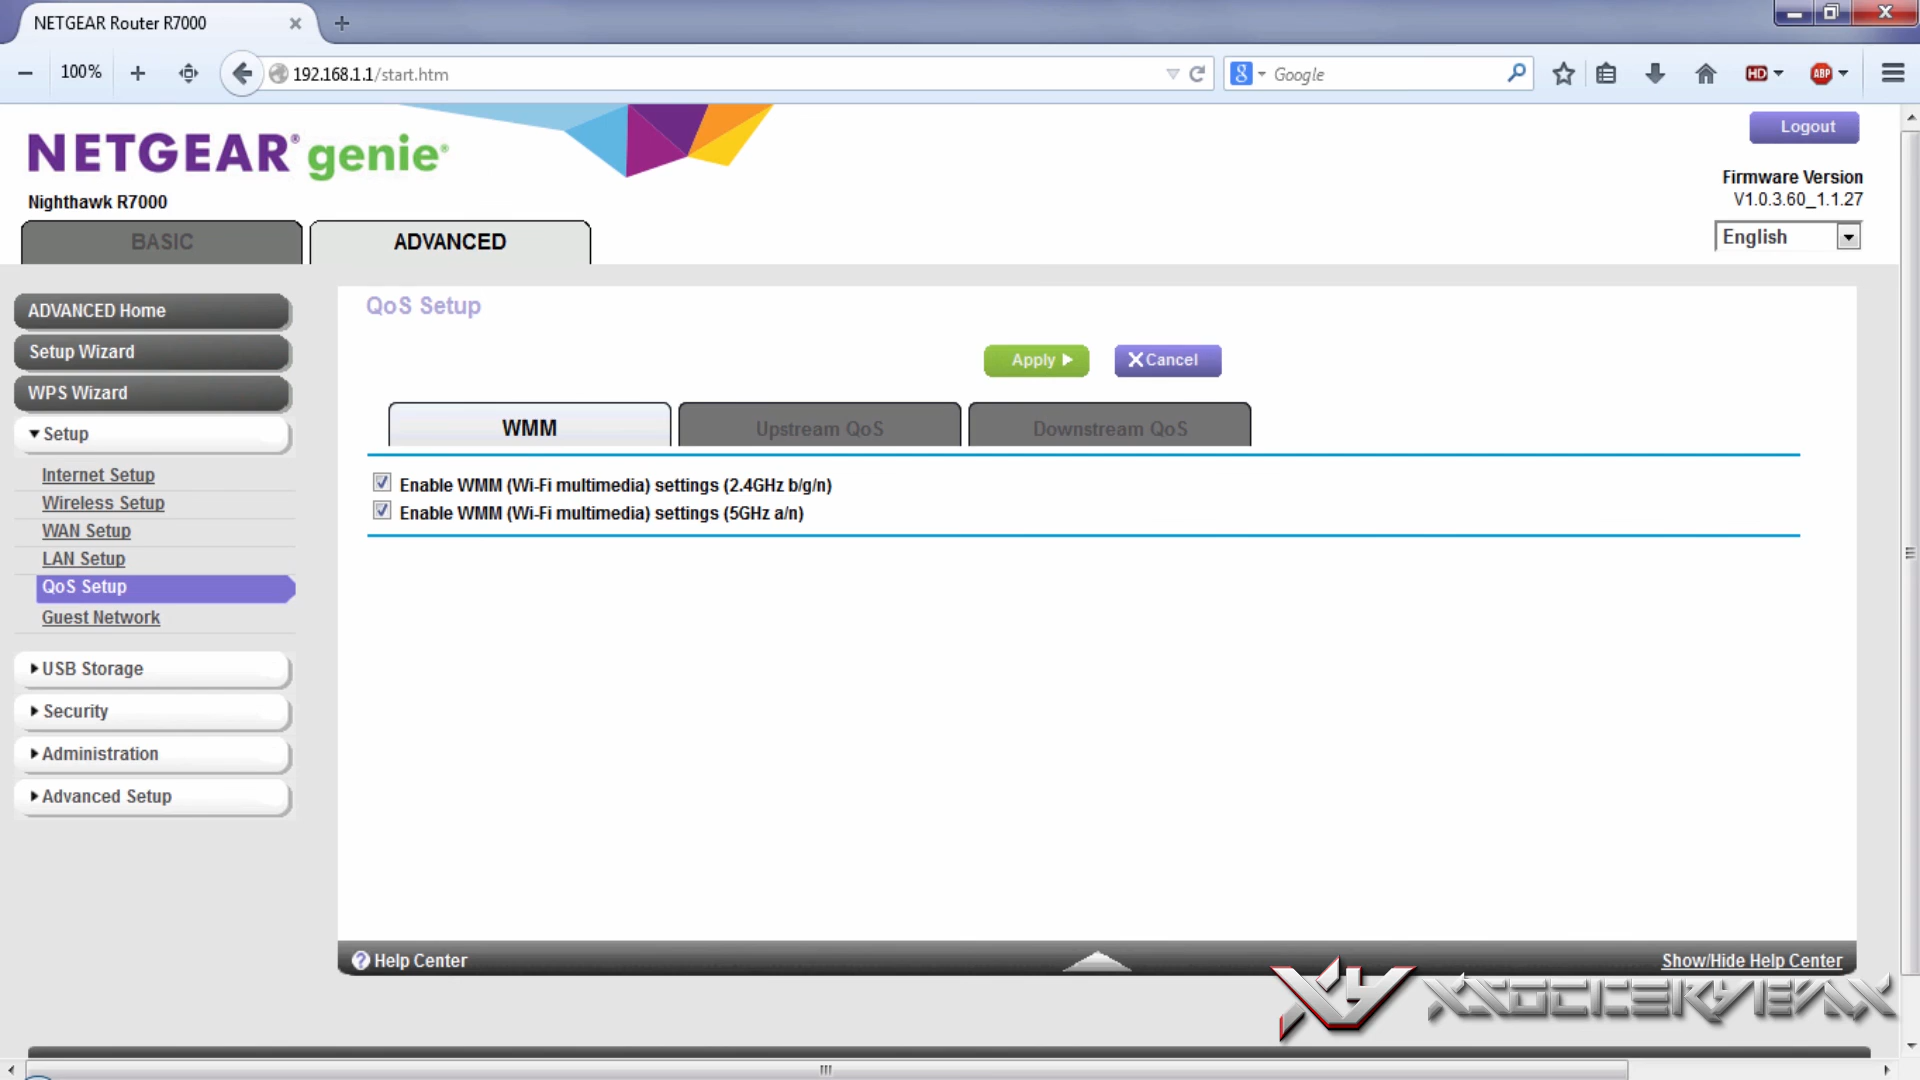 NETGEAR Router R7000
100%
192.168.1.1/start.htm
Google
HD
ABP
NETGEAR® genie®
Logout
Nighthawk R7000
Firmware Version
V1.0.3.60_1.1.27
BASIC
ADVANCED
English
ADVANCED Home
Setup Wizard
WPS Wizard
Setup
Internet Setup
Wireless Setup
WAN Setup
LAN Setup
QoS Setup
Guest Network
USB Storage
Security
Administration
Advanced Setup
QoS Setup
Apply
Cancel
WMM
Upstream QoS
Downstream QoS
Enable WMM (Wi-Fi multimedia) settings (2.4GHz b/g/n)
Enable WMM (Wi-Fi multimedia) settings (5GHz a/n)
Help Center
Show/Hide Help Center